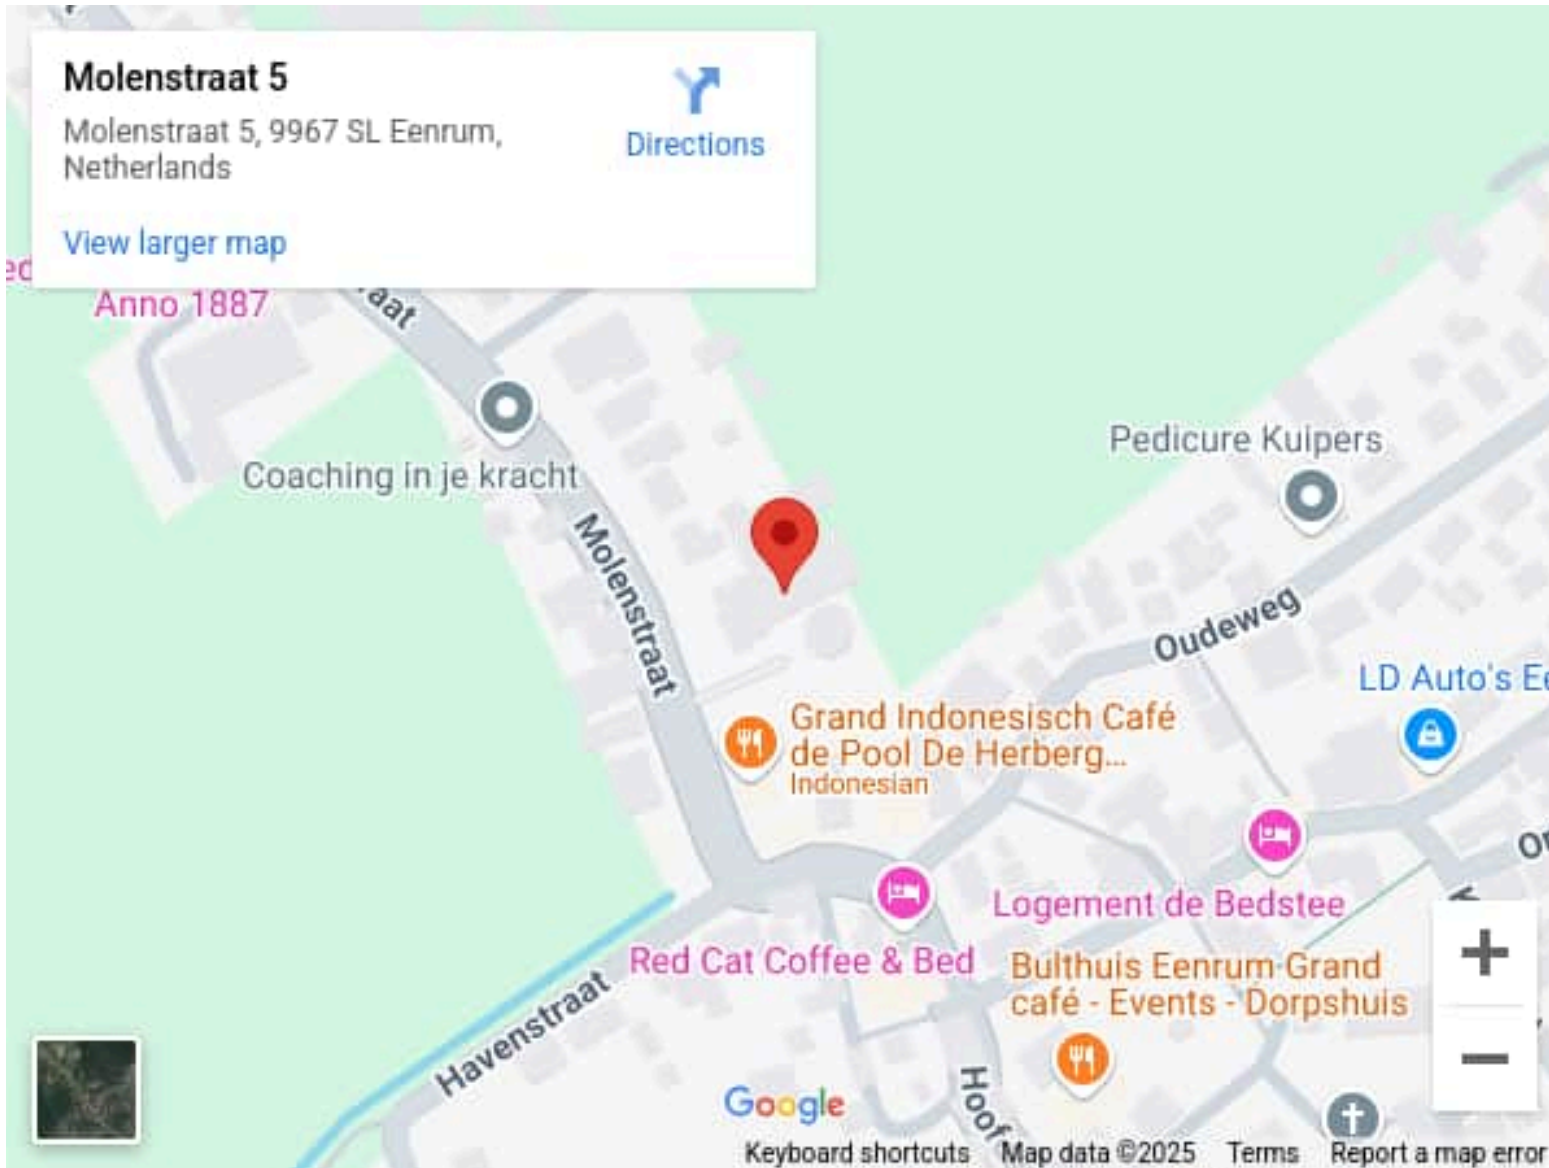 Molenstraat 5
Molenstraat 5, 9967 SL Eenrum,
Netherlands
Directions
View larger map
Anno 1887
Coaching in je kracht
Molenstraat
Pedicure Kuipers
Oudeweg
LD Auto's Ee
Grand Indonesisch Café
de Pool De Herberg...
Indonesian
Logement de Bedstee
Red Cat Coffee & Bed
Bulthuis Eenrum-Grand
café - Events - Dorpshuis
Havenstraat
Hoof
Google
Keyboard shortcuts
Map data ©2025
Terms
Report a map error